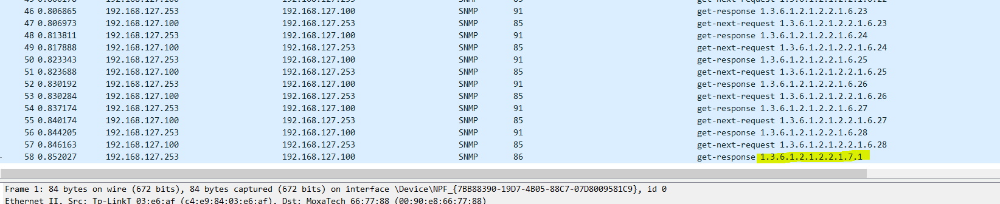 46 0.806865 192.168.127.253 192.168.127.100 SNMP 91 get-response 1.3.6.1.2.1.2.2.1.6.23
47 0.806973 192.168.127.100 192.168.127.253 SNMP 85 get-next-request 1.3.6.1.2.1.2.2.1.6.23
48 0.813811 192.168.127.253 192.168.127.100 SNMP 91 get-response 1.3.6.1.2.1.2.2.1.6.24
49 0.817888 192.168.127.100 192.168.127.253 SNMP 85 get-next-request 1.3.6.1.2.1.2.2.1.6.24
50 0.823343 192.168.127.253 192.168.127.100 SNMP 91 get-response 1.3.6.1.2.1.2.2.1.6.25
51 0.823688 192.168.127.100 192.168.127.253 SNMP 85 get-next-request 1.3.6.1.2.1.2.2.1.6.25
52 0.830192 192.168.127.253 192.168.127.100 SNMP 91 get-response 1.3.6.1.2.1.2.2.1.6.26
53 0.830284 192.168.127.100 192.168.127.253 SNMP 85 get-next-request 1.3.6.1.2.1.2.2.1.6.26
54 0.837174 192.168.127.253 192.168.127.100 SNMP 91 get-response 1.3.6.1.2.1.2.2.1.6.27
55 0.840174 192.168.127.100 192.168.127.253 SNMP 85 get-next-request 1.3.6.1.2.1.2.2.1.6.27
56 0.844205 192.168.127.253 192.168.127.100 SNMP 91 get-response 1.3.6.1.2.1.2.2.1.6.28
57 0.846163 192.168.127.100 192.168.127.253 SNMP 85 get-next-request 1.3.6.1.2.1.2.2.1.6.28
58 0.852027 192.168.127.253 192.168.127.100 SNMP 86 get-response 1.3.6.1.2.1.2.2.1.7.1
Frame 1: 84 bytes on wire (672 bits), 84 bytes captured (672 bits) on interface \Device\NPF_{7BB88390-19D7-4B05-88C7-07D8009581C9}, id 0
Ethernet II, Src: Tp-LinkT_03:e6:af (c4:e9:84:03:e6:af), Dst: MoxaTech_66:77:88 (00:90:e8:66:77:88)